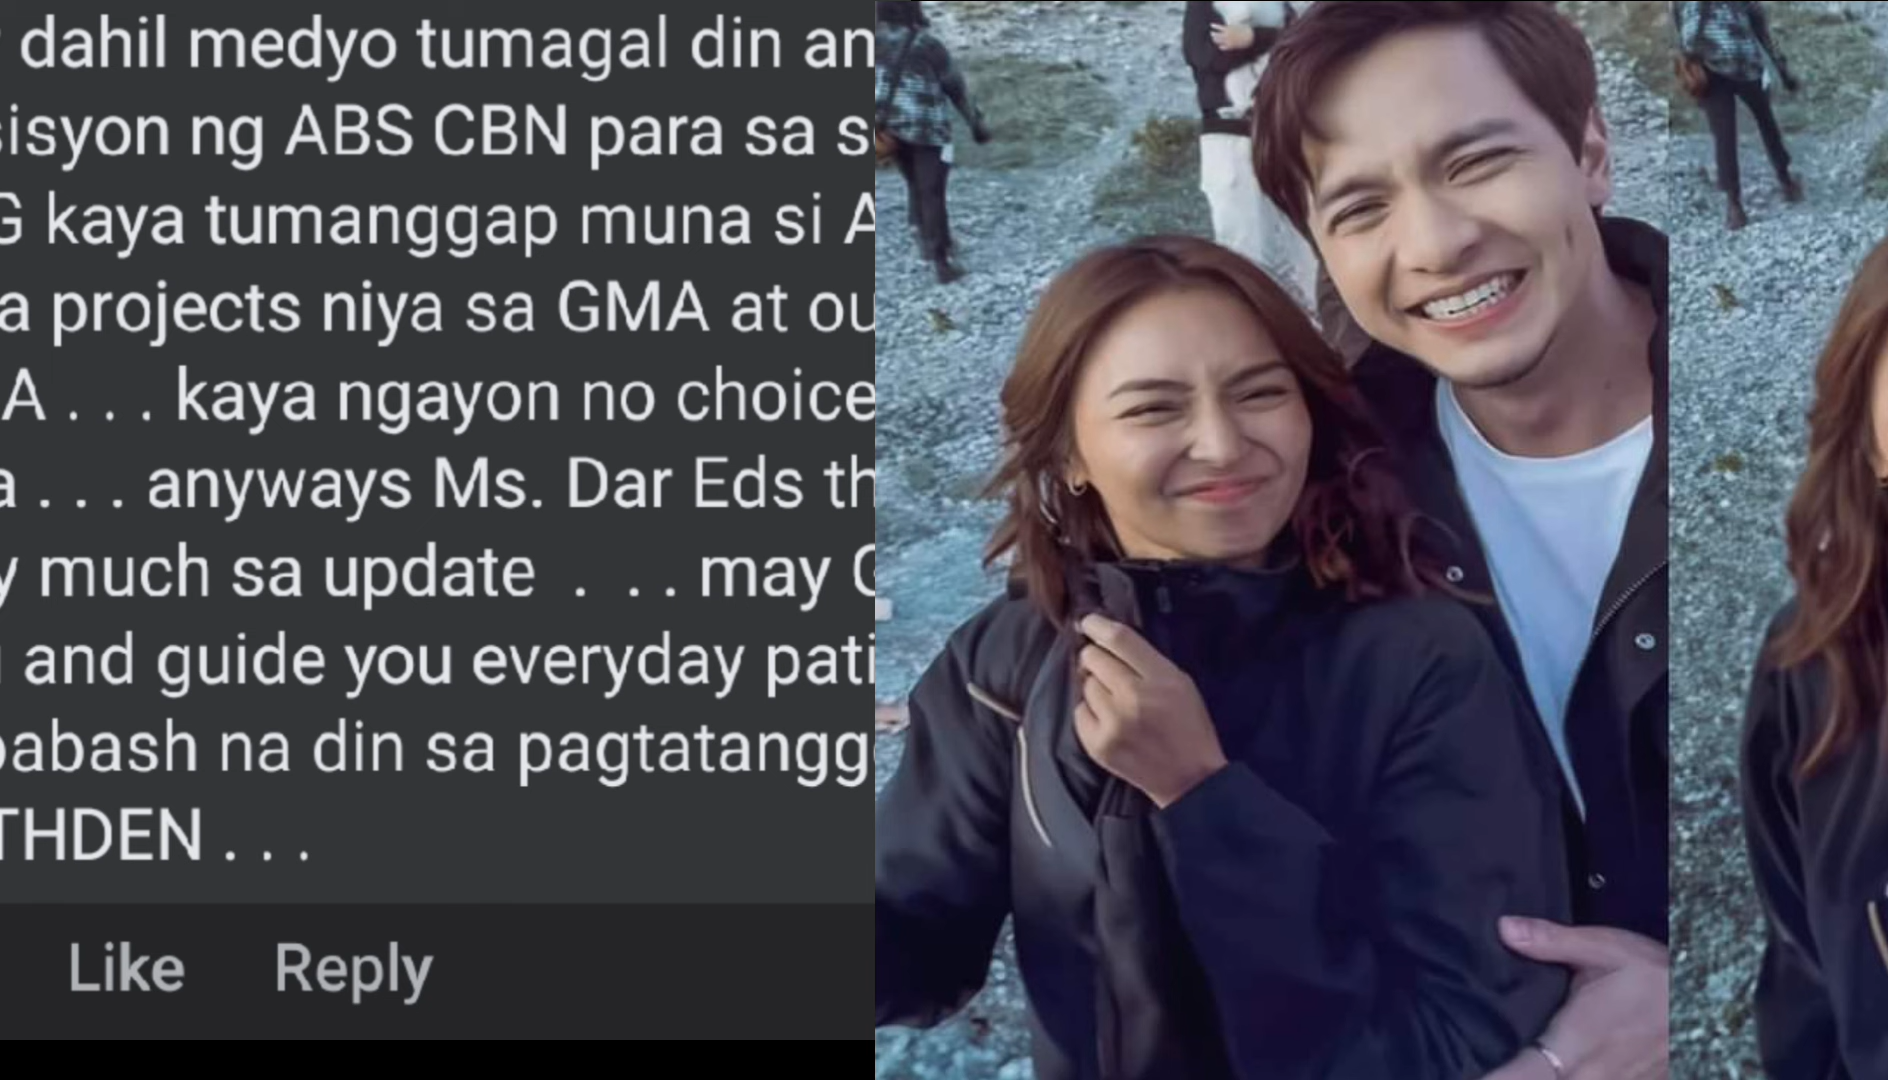 dahil medyo tumagal din an
isyon ng ABS CBN para sa s
G kaya tumanggap muna si A
a projects niya sa GMA at ou
A . . . kaya ngayon no choice
a . . . anyways Ms. Dar Eds th
y much sa update . . . may
and guide you everyday pati
babash na din sa pagtatangg
THDEN . . .
Like Reply